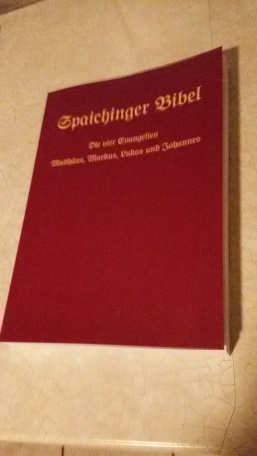 Spaichinger Bibel
Die vier Evangelien
Matthäus, Markus, Lukas und Johannes